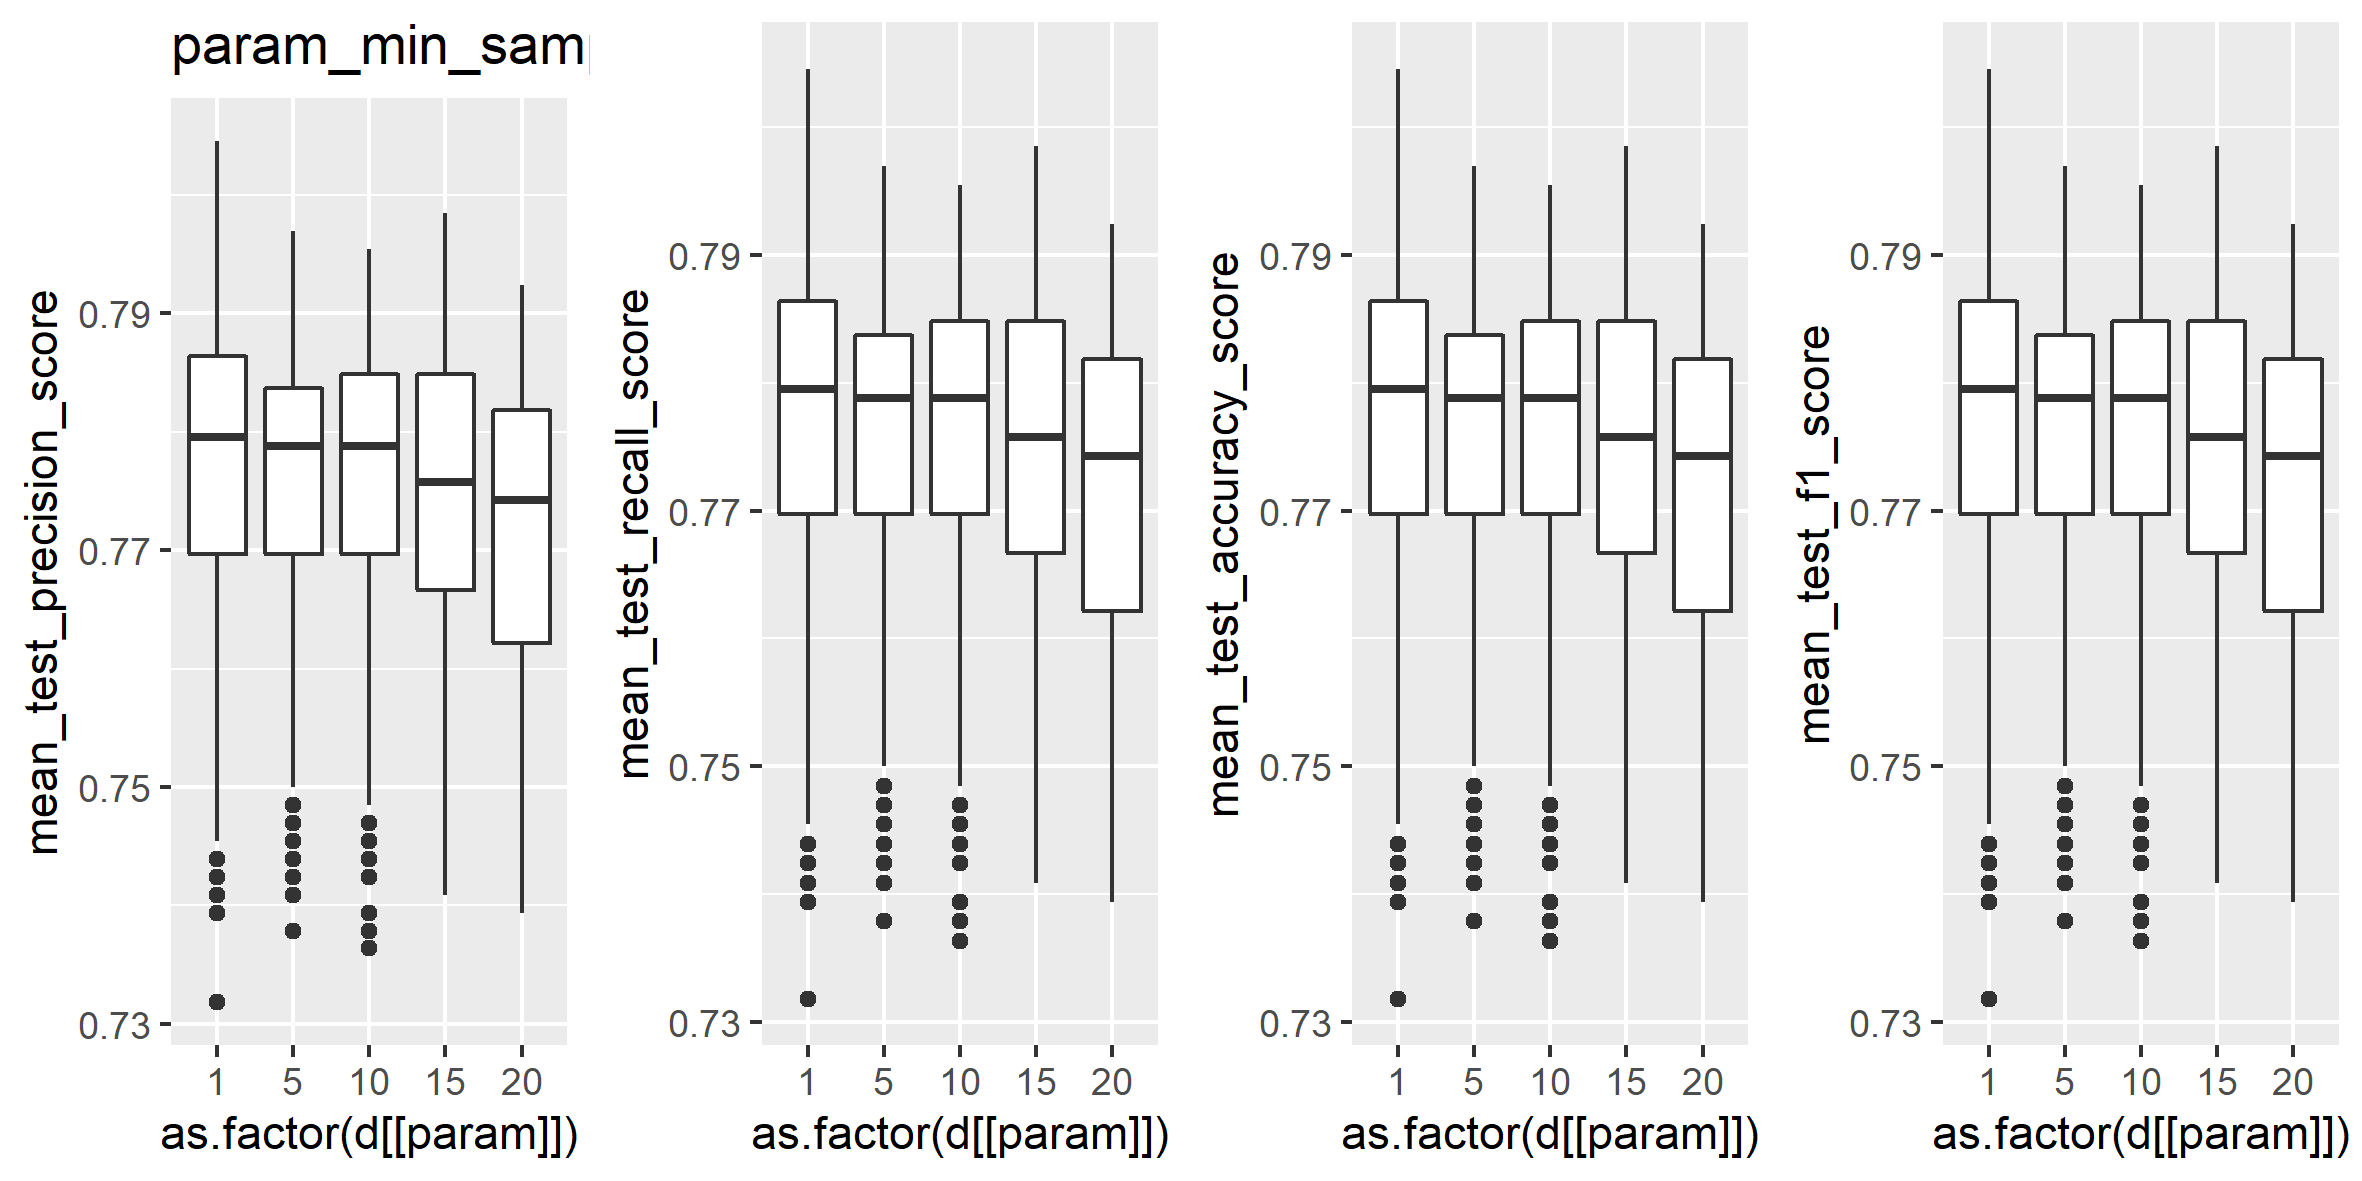 param_min_sam
mean_test_precision_score
0.79
0.77
0.75
0.73
1 5 10 15 20
as.factor(d[[param]])
mean_test_recall_score
0.79
0.77
0.75
0.73
1 5 10 15 20
as.factor(d[[param]])
mean_test_accuracy_score
0.79
0.77
0.75
0.73
1 5 10 15 20
as.factor(d[[param]])
mean_test_f1_score
0.79
0.77
0.75
0.73
1 5 10 15 20
as.factor(d[[param]])